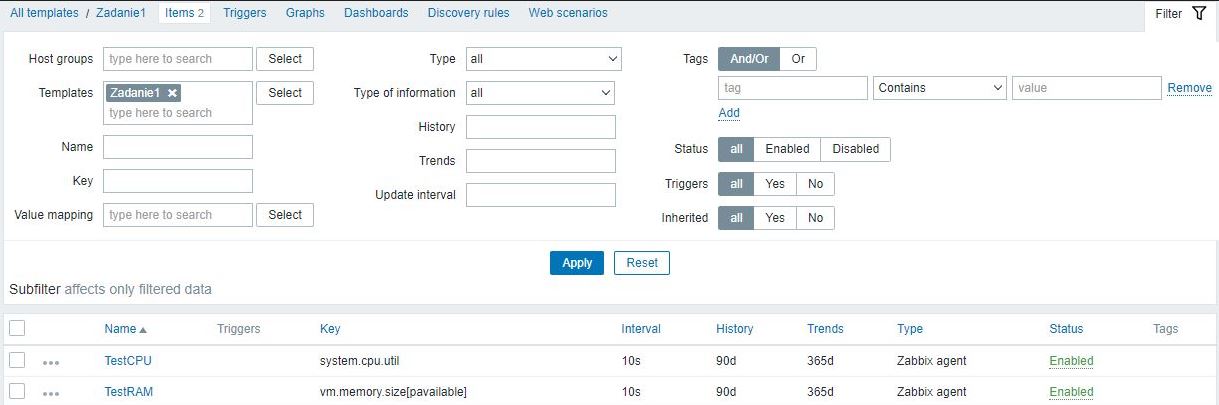 All templates / Zadanie1 Items 2 Triggers Graphs Dashboards Discovery rules Web scenarios Filter
Host groups type here to search Select Type all Tags And/Or Or
Templates Zadanie1 × Select Type of information all tag Contains value Remove
type here to search Add
History
Name Status all Enabled Disabled
Trends
Key Triggers all Yes No
Update interval
Value mapping type here to search Select Inherited all Yes No
Apply Reset
Subfilter affects only filtered data
Name Triggers Key Interval History Trends Type Status Tags
TestCPU system.cpu.util 10s 90d 365d Zabbix agent Enabled
TestRAM vm.memory.size[pavailable] 10s 90d 365d Zabbix agent Enabled